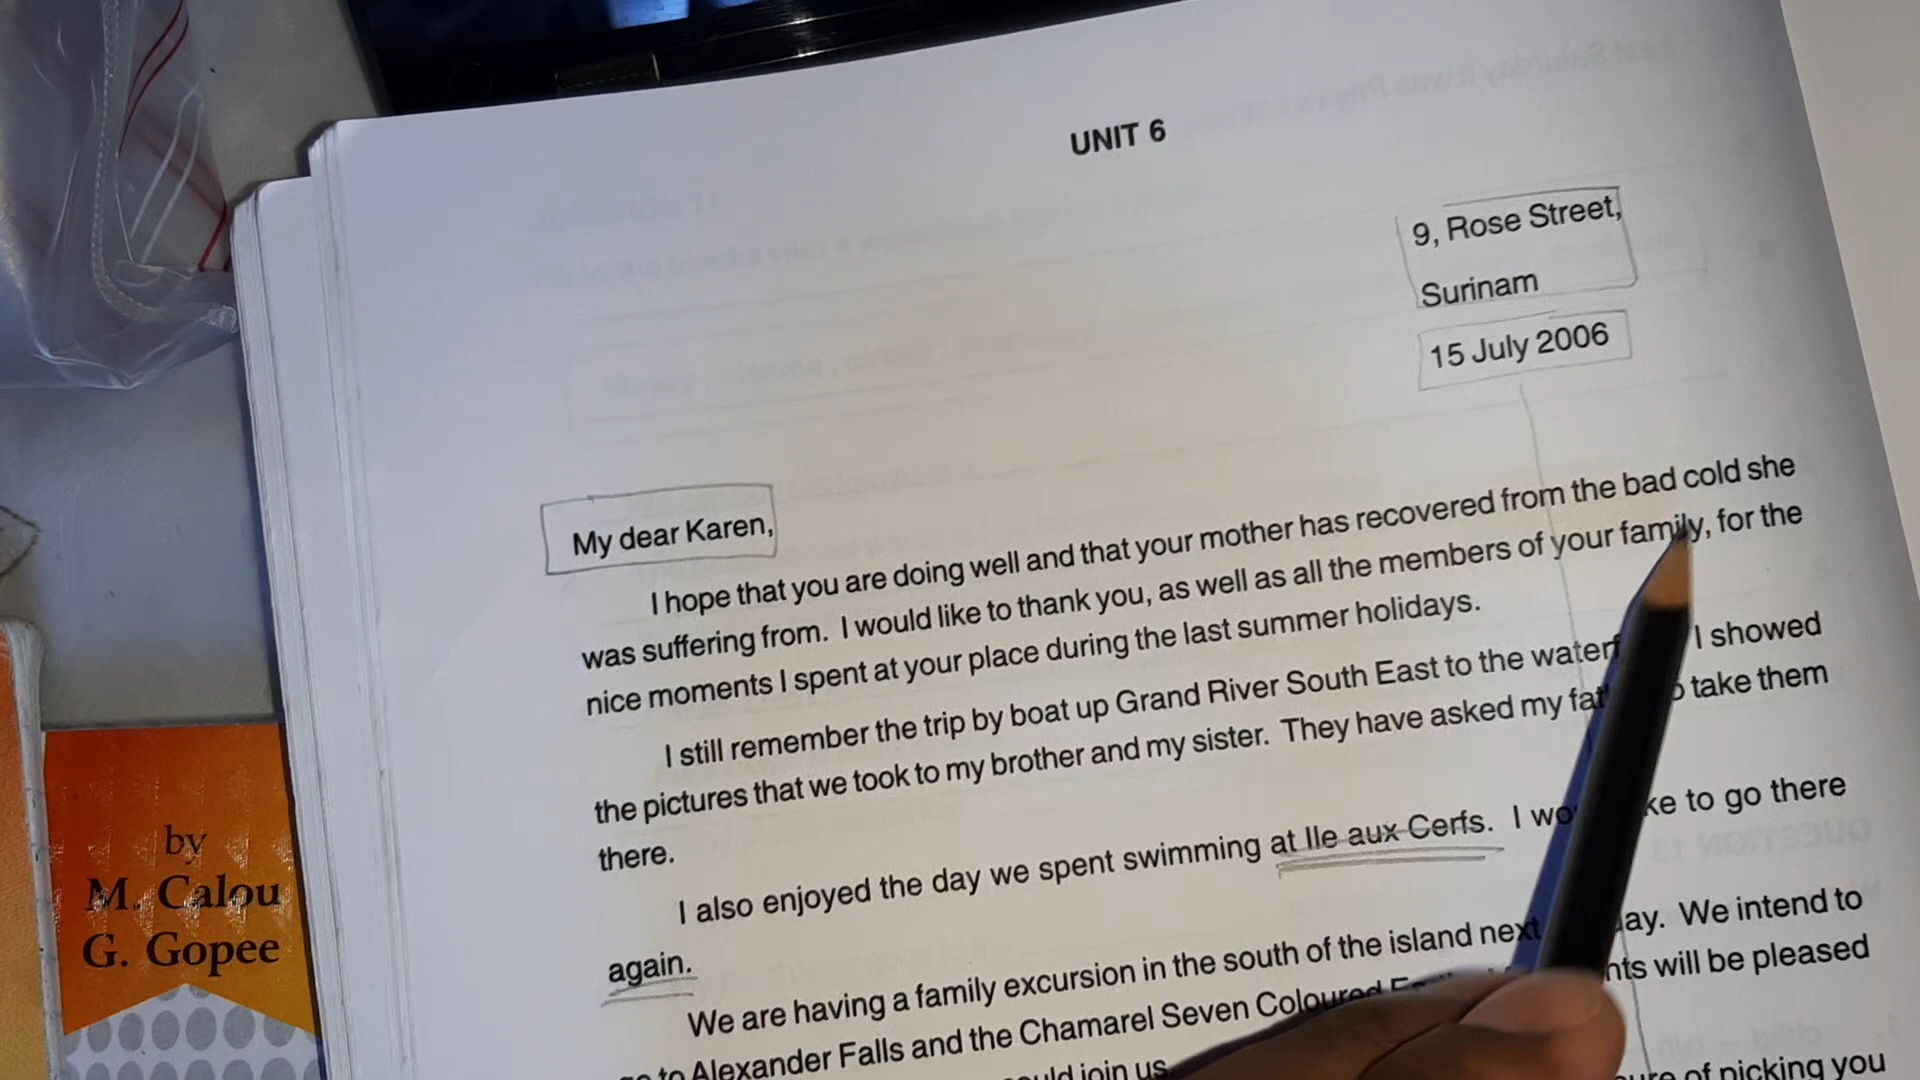 UNIT 6
9, Rose Street,
Surinam
15 July 2006
My dear Karen,
I hope that you are doing well and that your mother has recovered from the bad cold she
was suffering from. I would like to thank you, as well as all the members of your family, for the
nice moments I spent at your place during the last summer holidays.
I still remember the trip by boat up Grand River South East to the I showed
the pictures that we took to my brother and my sister. They have asked my take them
there.
I also enjoyed the day we spent swimming at Ile aux Cerfs. I to go there
again.
We are having a family excursion in the south of the island next We intend to
to Alexander Falls and the Chamarel Seven Coloured will be pleased
join us.
of picking you
by
M. Calou
G. Gopee